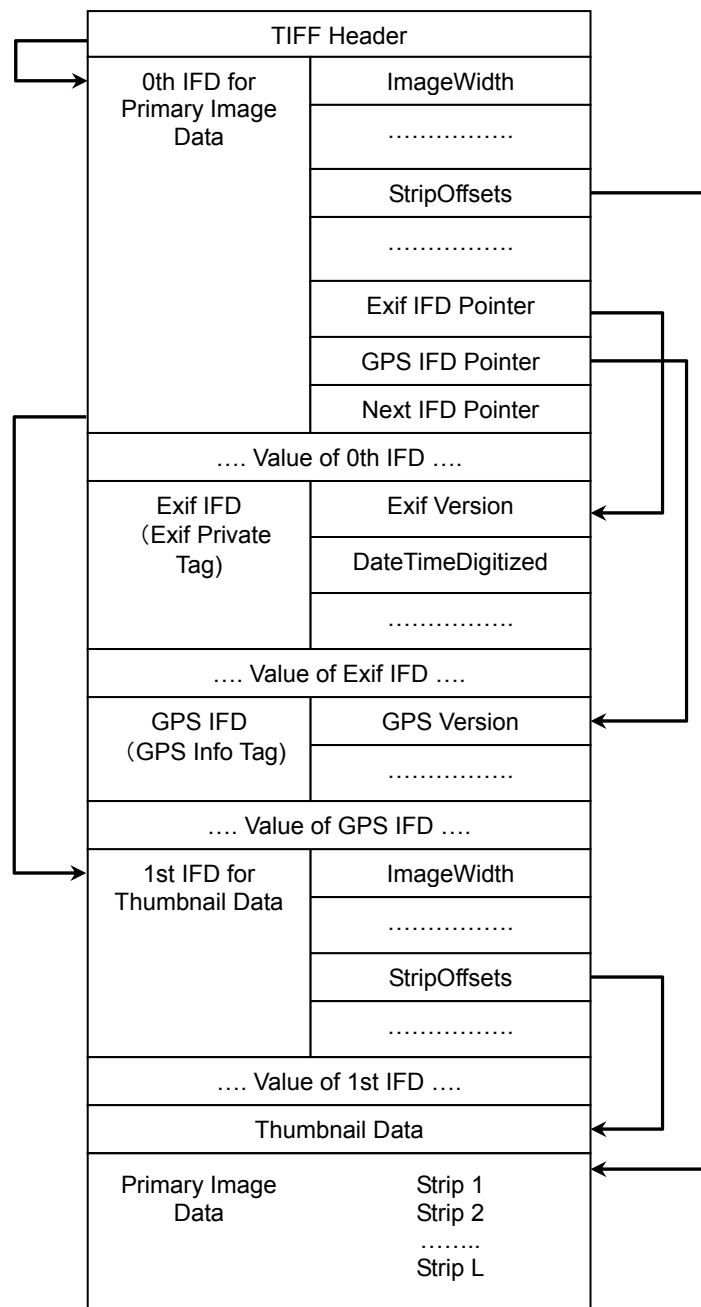 TIFF Header
0th IFD for
Primary Image
Data
ImageWidth
…………….
StripOffsets
…………….
Exif IFD Pointer
GPS IFD Pointer
Next IFD Pointer
…. Value of 0th IFD ….
Exif IFD
（Exif Private
Tag)
Exif Version
DateTimeDigitized
…………….
…. Value of Exif IFD ….
GPS IFD
（GPS Info Tag)
GPS Version
…………….
…. Value of GPS IFD ….
1st IFD for
Thumbnail Data
ImageWidth
…………….
StripOffsets
…………….
…. Value of 1st IFD ….
Thumbnail Data
Primary Image
Data
Strip 1
Strip 2
……..
Strip L